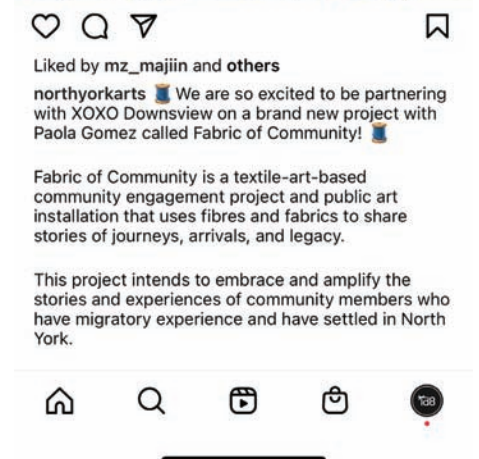 Liked by mz_majiin and others
northyorkarts 🧵 We are so excited to be partnering
with XOXO Downsview on a brand new project with
Paola Gomez called Fabric of Community! 🧵
Fabric of Community is a textile-art-based
community engagement project and public art
installation that uses fibres and fabrics to share
stories of journeys, arrivals, and legacy.
This project intends to embrace and amplify the
stories and experiences of community members who
have migratory experience and have settled in North
York.